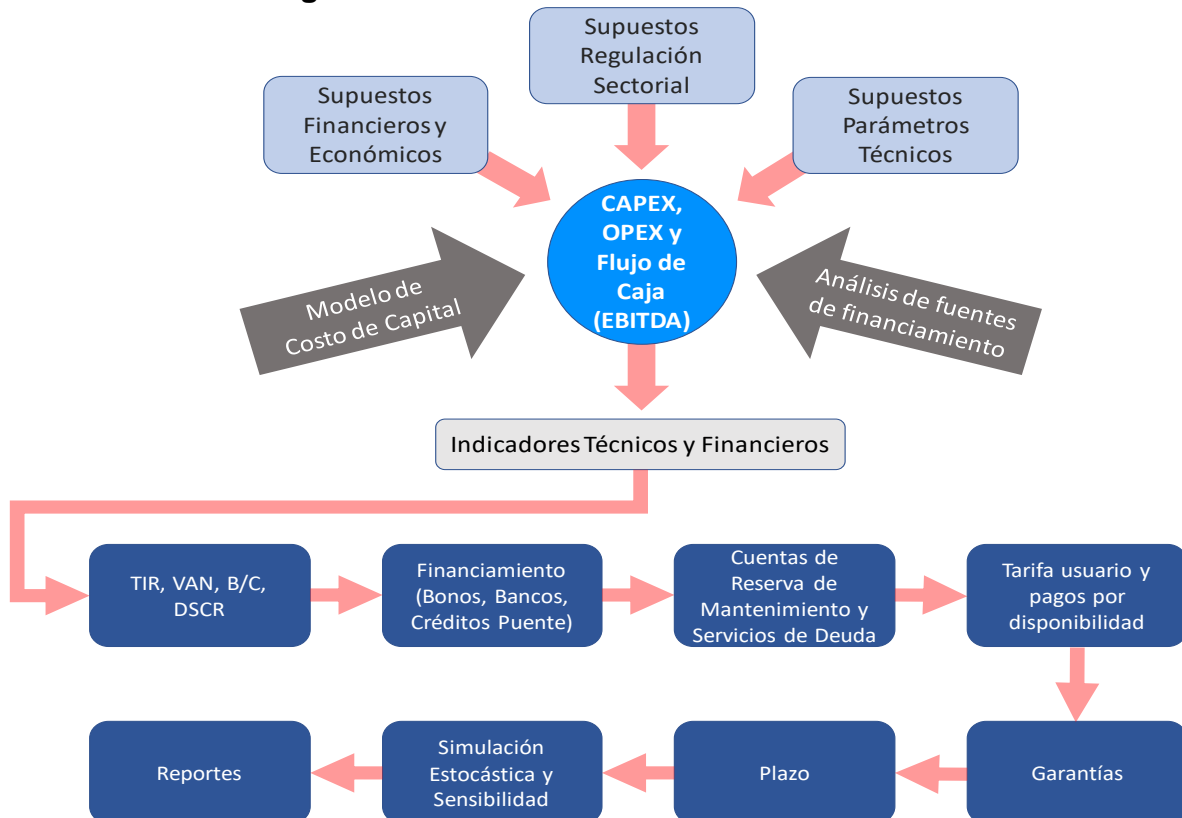 Supuestos
Regulación
Sectorial
Supuestos
Financieros y
Económicos
Supuestos
Parámetros
Técnicos
CAPEX,
OPEX y
Flujo de
Caja
(EBITDA)
Modelo de
Costo de Capital
Análisis de fuentes
de financiamiento
Indicadores Técnicos y Financieros
TIR, VAN, B/C,
DSCR
Financiamiento
(Bonos, Bancos,
Créditos Puente)
Cuentas de
Reserva de
Mantenimiento y
Servicios de Deuda
Tarifa usuario y
pagos por
disponibilidad
Reportes
Simulación
Estocástica y
Sensibilidad
Plazo
Garantías